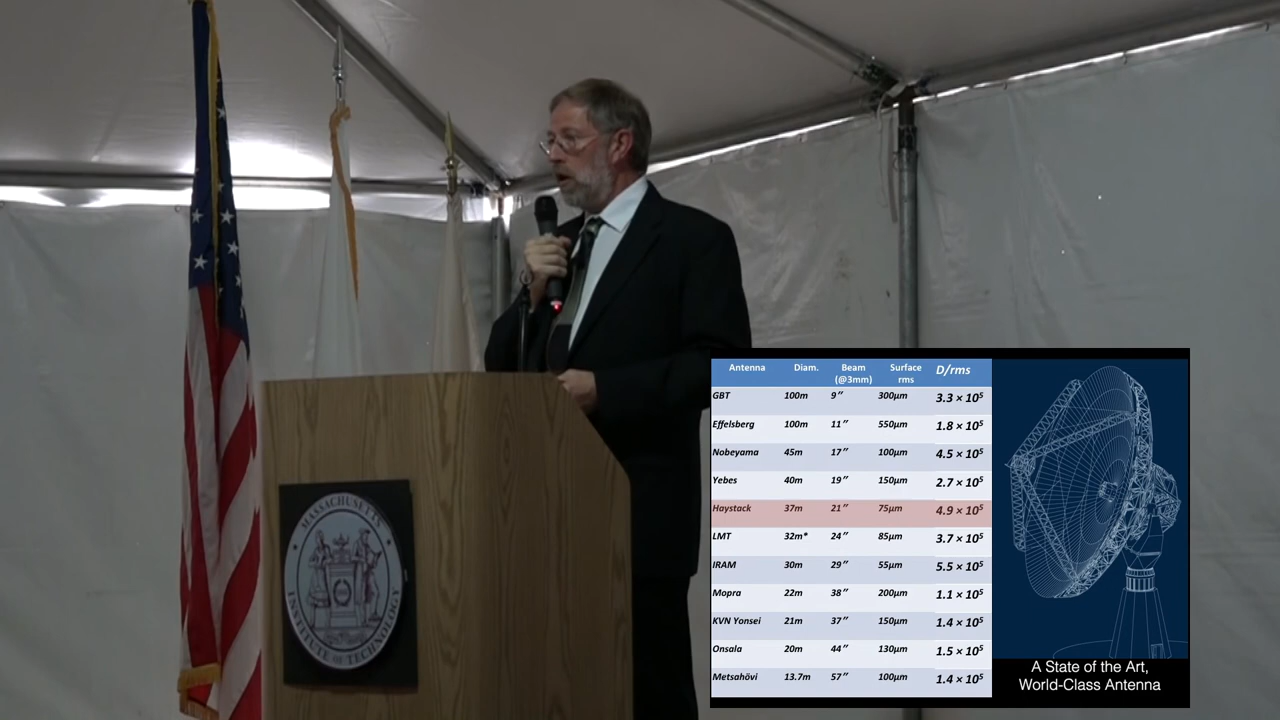 MASSACHUSETTS
INSTITUTE OF TECHNOLOGY
Antenna Diam. Beam (@3mm) Surface rms D/rms
GBT 100m 9″ 300µm 3.3 × 10⁵
Effelsberg 100m 11″ 550µm 1.8 × 10⁵
Nobeyama 45m 17″ 100µm 4.5 × 10⁵
Yebes 40m 19″ 150µm 2.7 × 10⁵
Haystack 37m 21″ 75µm 4.9 × 10⁵
LMT 32m* 24″ 85µm 3.7 × 10⁵
IRAM 30m 29″ 55µm 5.5 × 10⁵
Mopra 22m 38″ 200µm 1.1 × 10⁵
KVN Yonsei 21m 37″ 150µm 1.4 × 10⁵
Onsala 20m 44″ 130µm 1.5 × 10⁵
Metsahövi 13.7m 57″ 100µm 1.4 × 10⁵
A State of the Art,
World-Class Antenna